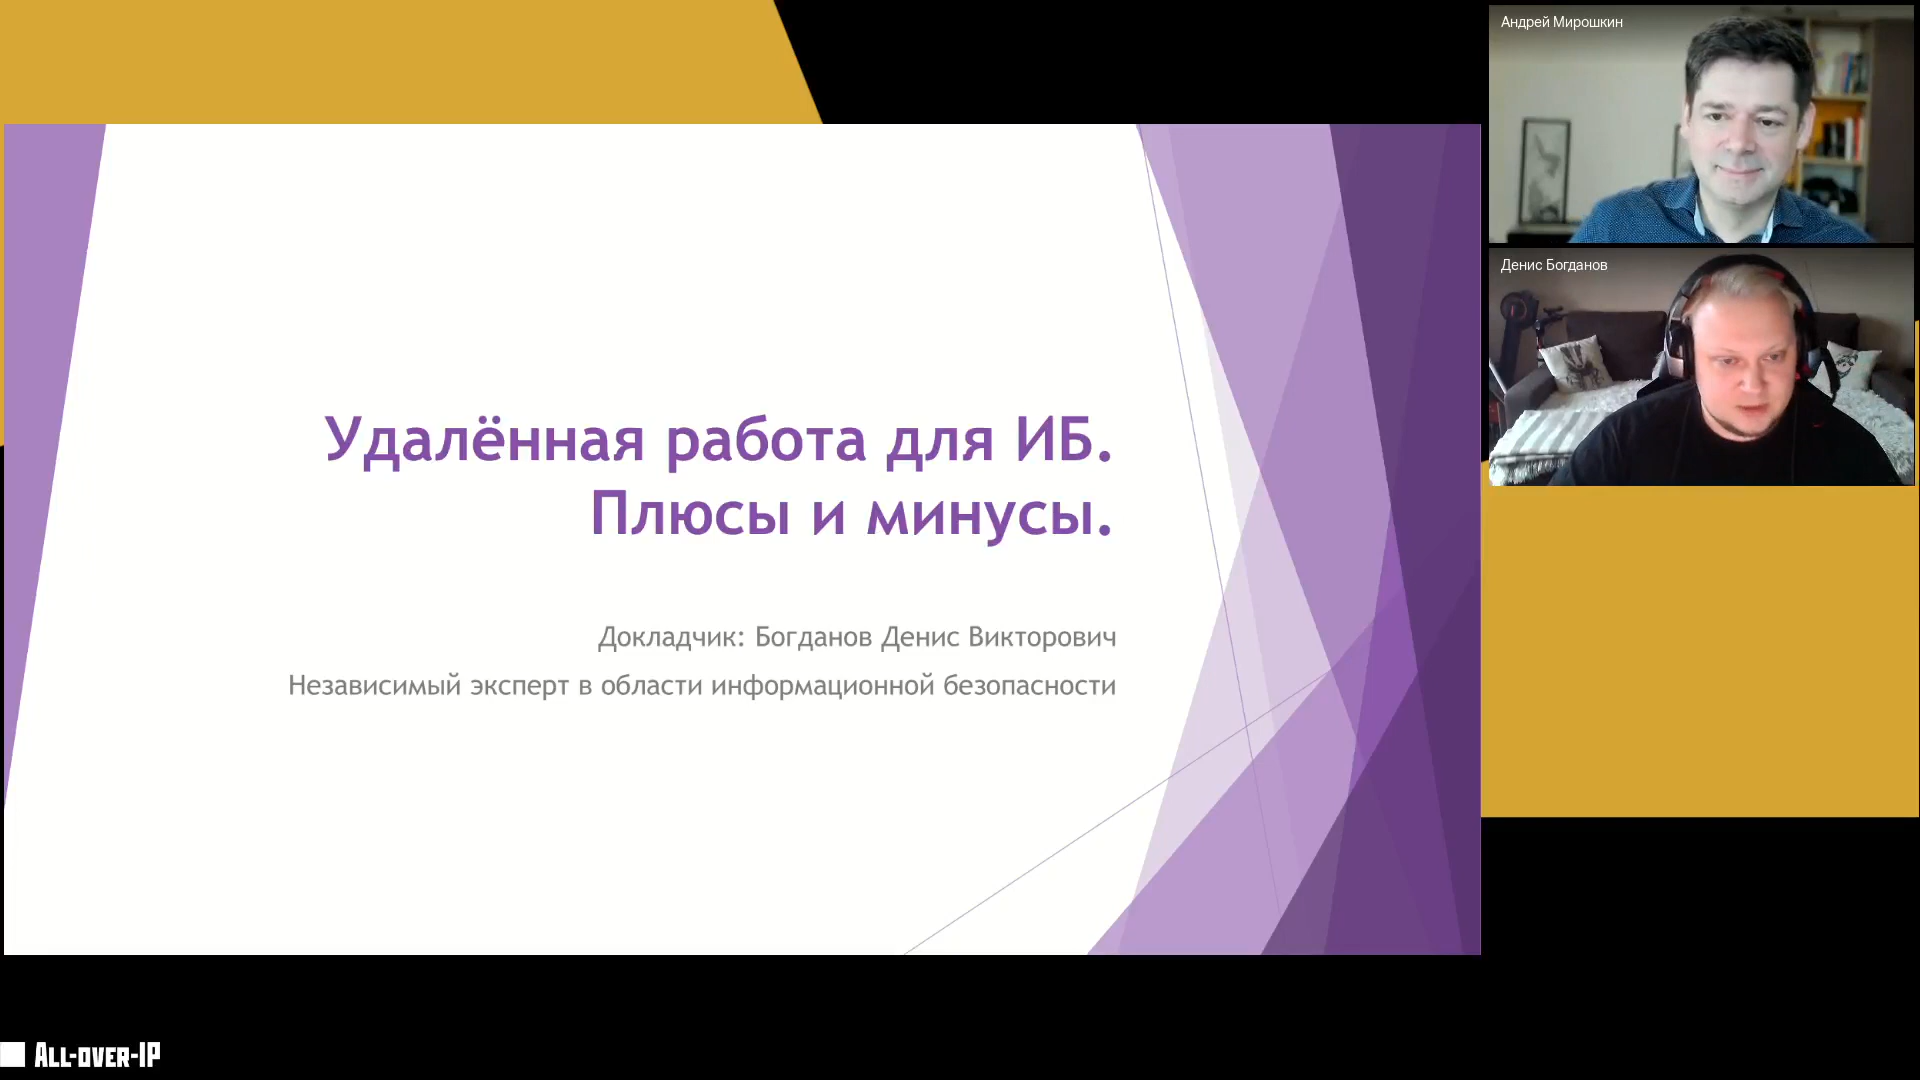 Андрей Мирошкин
Денис Богданов
Удалённая работа для ИБ.
Плюсы и минусы.
Докладчик: Богданов Денис Викторович
Независимый эксперт в области информационной безопасности
ALL-OVER-IP